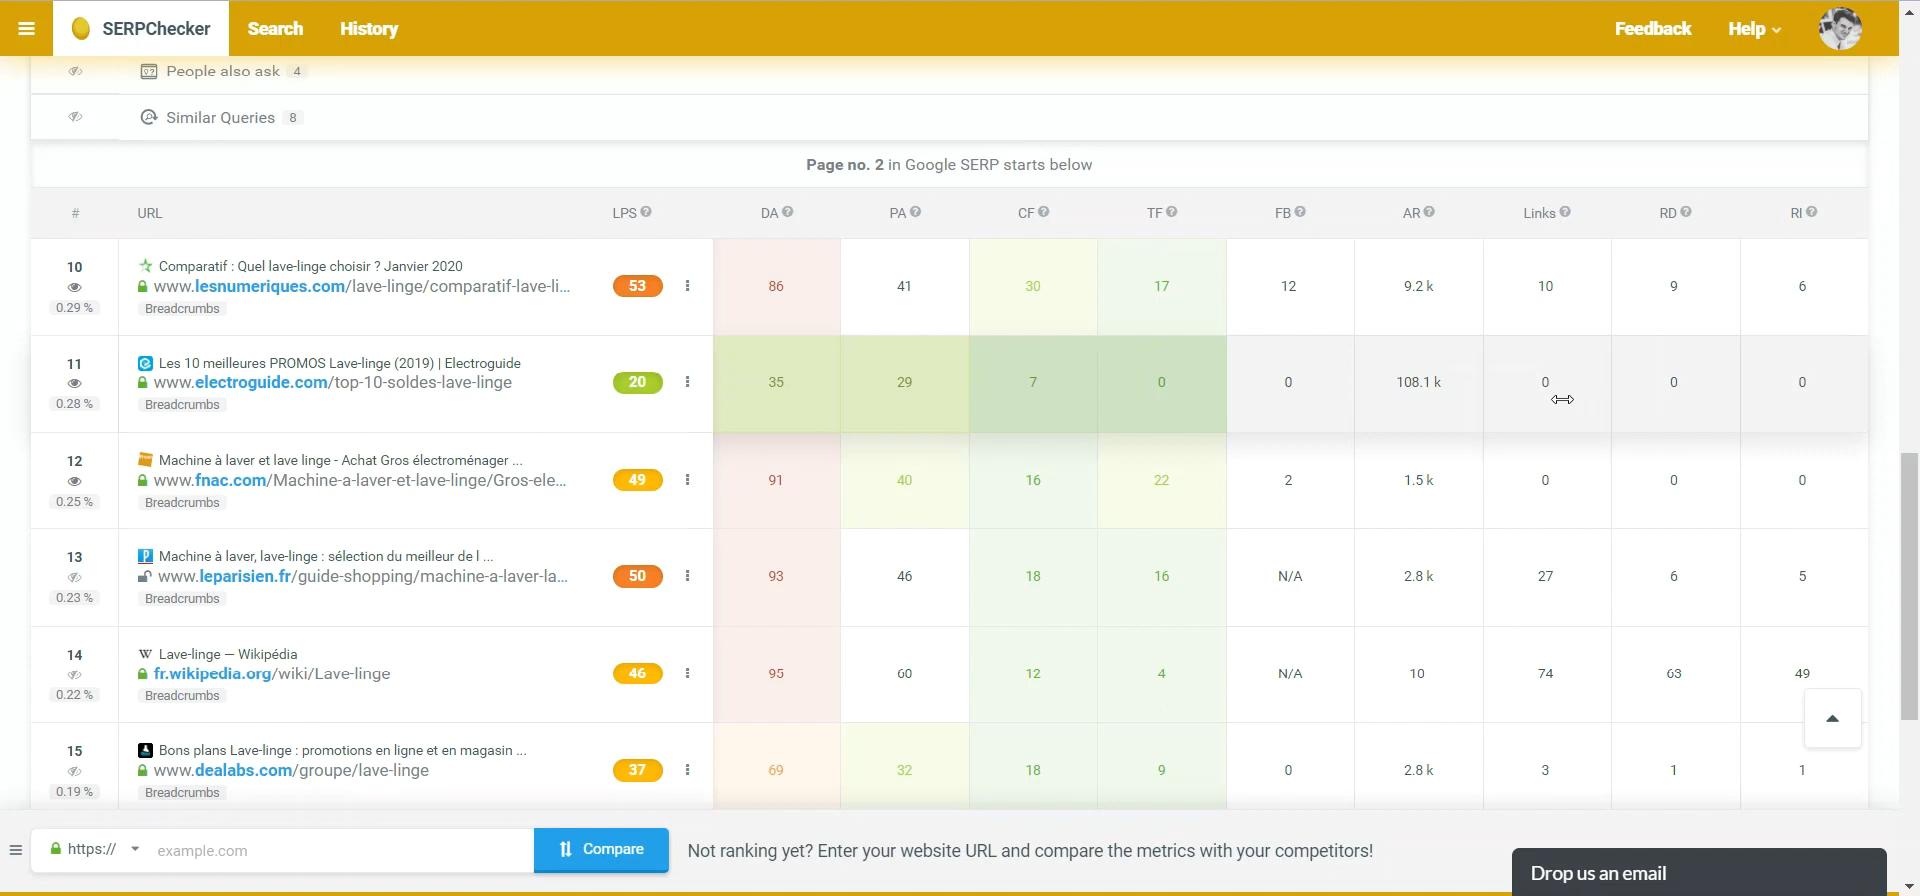 SERPChecker Search History Feedback Help
People also ask 4
Similar Queries 8
Page no. 2 in Google SERP starts below
# URL LPS DA PA CF TF FB AR Links RD RI
10 Comparatif : Quel lave-linge choisir ? Janvier 2020
www.lesnumeriques.com/lave-linge/comparatif-lave-li... 53 86 41 30 17 12 9.2 k 10 9 6
0.29 % Breadcrumbs
11 Les 10 meilleures PROMOS Lave-linge (2019) | Electroguide
www.electroguide.com/top-10-soldes-lave-linge 20 35 29 7 0 0 108.1 k 0 0 0
0.28 % Breadcrumbs
12 Machine à laver et lave linge - Achat Gros électroménager ...
www.fnac.com/Machine-a-laver-et-lave-linge/Gros-ele... 49 91 40 16 22 2 1.5 k 0 0 0
0.25 % Breadcrumbs
13 Machine à laver, lave-linge : sélection du meilleur de l ...
www.leparisien.fr/guide-shopping/machine-a-laver-la... 50 93 46 18 16 N/A 2.8 k 27 6 5
0.23 % Breadcrumbs
14 W Lave-linge — Wikipédia
fr.wikipedia.org/wiki/Lave-linge 46 95 60 12 4 N/A 10 74 63 49
0.22 % Breadcrumbs
15 Bons plans Lave-linge : promotions en ligne et en magasin ...
www.dealabs.com/groupe/lave-linge 37 69 32 18 9 0 2.8 k 3 1 1
0.19 % Breadcrumbs
https:// example.com Compare Not ranking yet? Enter your website URL and compare the metrics with your competitors!
Drop us an email